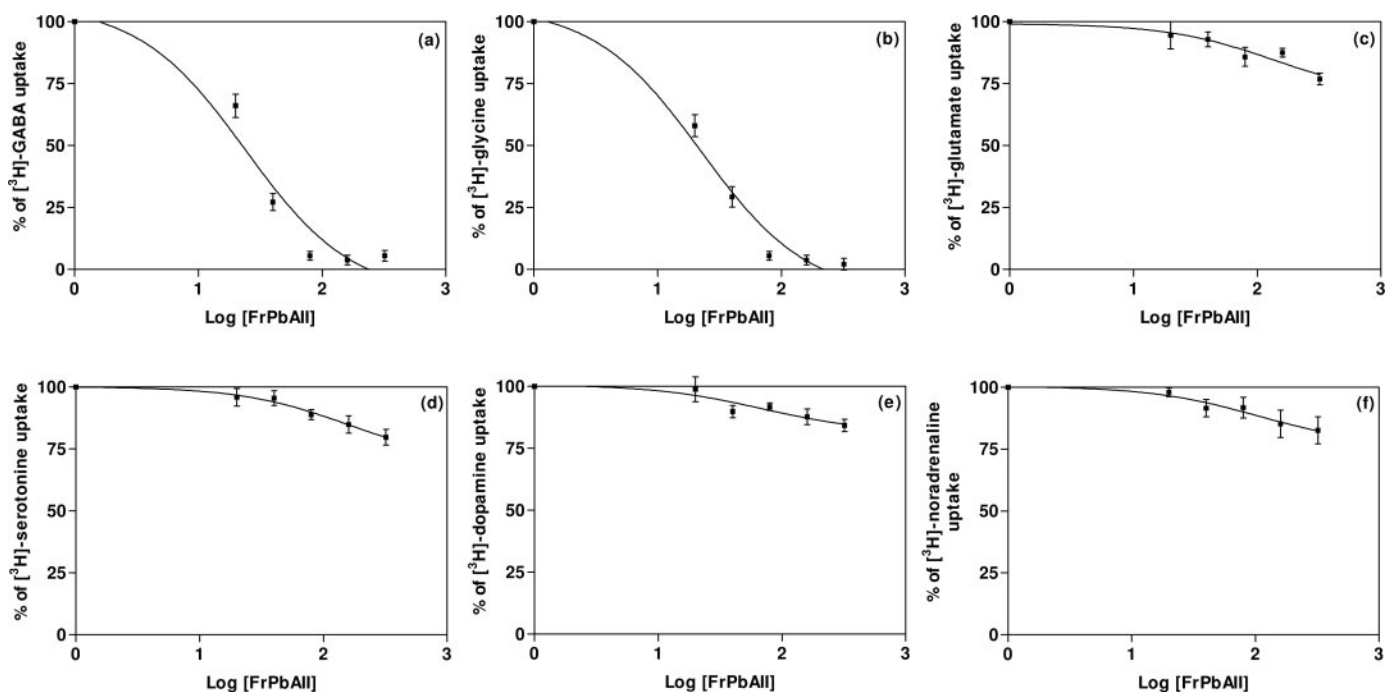 % of [³H]-GABA uptake
100
75
50
25
0
0 1 2 3
Log [FrPbAII]
(a)
% of [³H]-glycine uptake
100
75
50
25
0
0 1 2 3
Log [FrPbAII]
(b)
% of [³H]-glutamate uptake
100
75
50
25
0
0 1 2 3
Log [FrPbAII]
(c)
% of [³H]-serotonine uptake
100
75
50
25
0
0 1 2 3
Log [FrPbAII]
(d)
% of [³H]-dopamine uptake
100
75
50
25
0
0 1 2 3
Log [FrPbAII]
(e)
% of [³H]-noradrenaline
uptake
100
75
50
25
0
0 1 2 3
Log [FrPbAII]
(f)